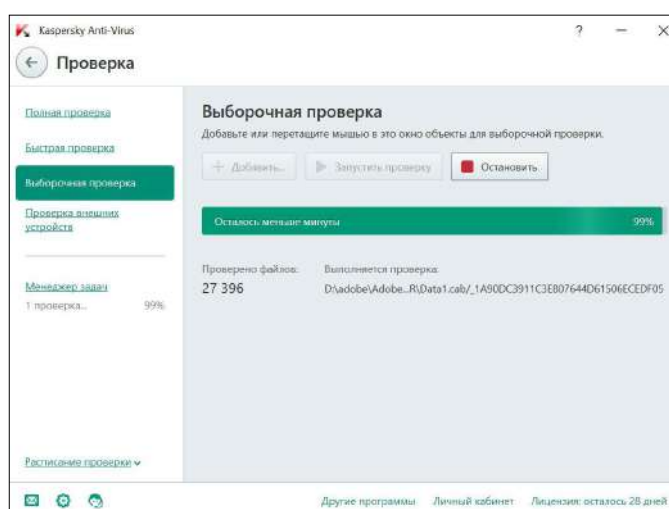 Kaspersky Anti-Virus
Проверка
Полная проверка
Быстрая проверка
Выборочная проверка
Проверка внешних
устройств
Менеджер задач
1 проверка... 99%
Расписание проверки
Выборочная проверка
Добавьте или перетащите мышью в это окно объекты для выборочной проверки.
+ Добавить... Запустить проверку Остановить
Осталось меньше минуты 99%
Проверено файлов: Выполняется проверка:
27 396 D:\adobe\Adobe...R\Data1.cab/_1A90DC3911C3EB07644D61506ECEDF05
Другие программы Личный кабинет Лицензия: осталось 28 дней